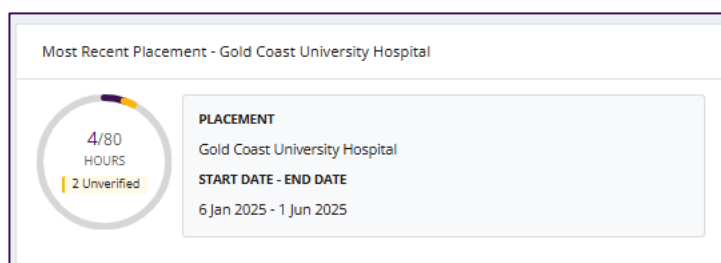 Most Recent Placement - Gold Coast University Hospital
4/80
HOURS
2 Unverified
PLACEMENT
Gold Coast University Hospital
START DATE - END DATE
6 Jan 2025 - 1 Jun 2025